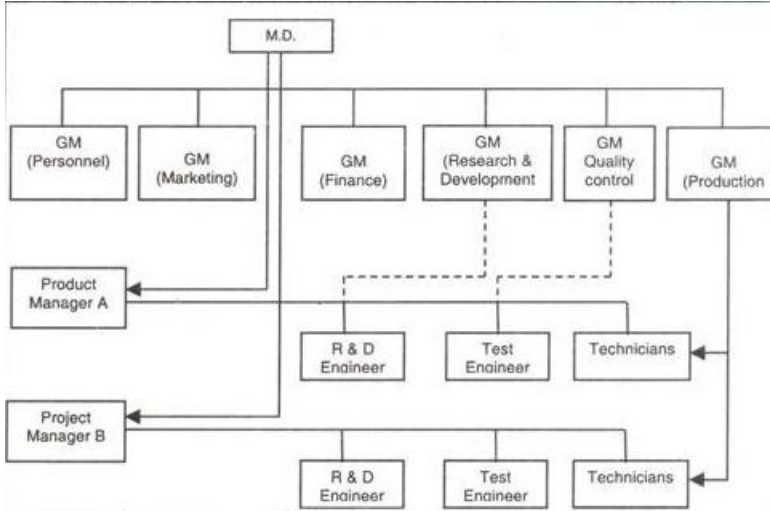 M.D.
GM
(Personnel)
GM
(Marketing)
GM
(Finance)
GM
(Research &
Development
GM
Quality
control
GM
(Production
Product
Manager A
R & D
Engineer
Test
Engineer
Technicians
Project
Manager B
R & D
Engineer
Test
Engineer
Technicians